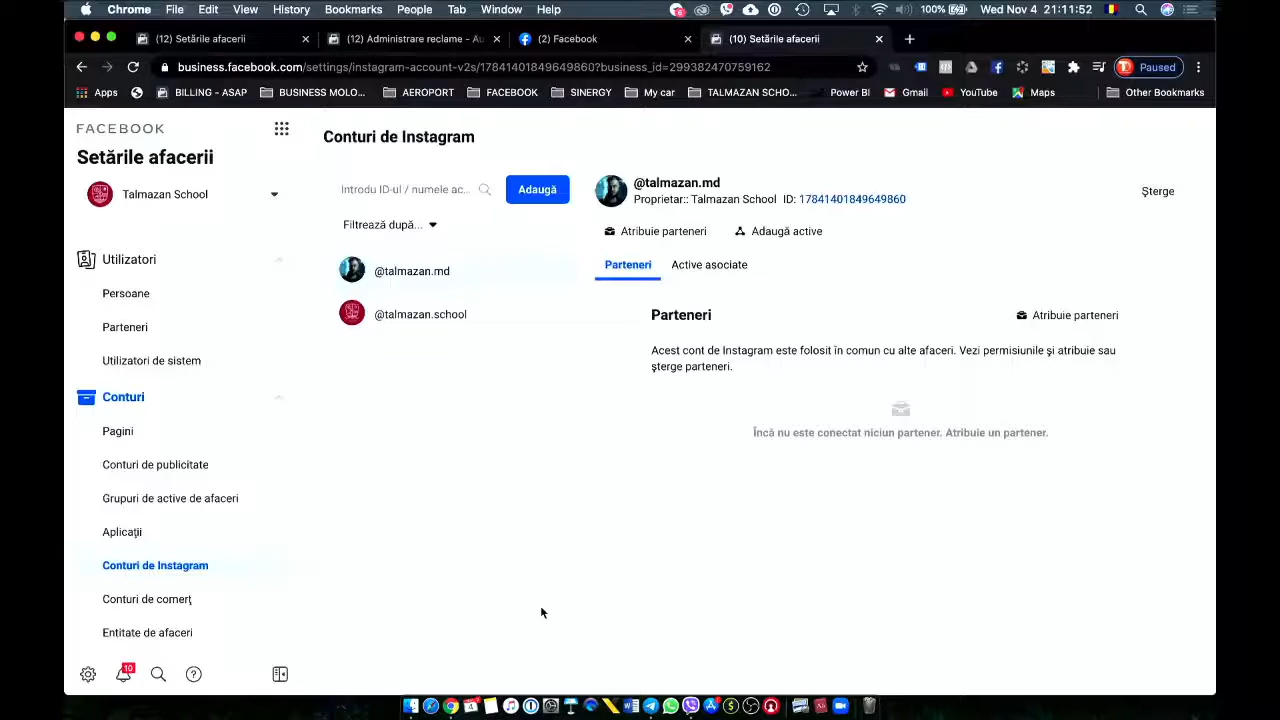 Chrome File Edit View History Bookmarks People Tab Window Help 100% Wed Nov 4 21:11:52
(12) Setările afacerii (12) Administrare reclame - Au (2) Facebook (10) Setările afacerii
business.facebook.com/settings/instagram-account-v2s/17841401849649860?business_id=299382470759162 Paused
Apps BILLING - ASAP BUSINESS MOLO... AEROPORT FACEBOOK SINERGY My car TALMAZAN SCHO... Power BI Gmail YouTube Maps Other Bookmarks
FACEBOOK
Setările afacerii
Talmazan School
Utilizatori
Persoane
Parteneri
Utilizatori de sistem
Conturi
Pagini
Conturi de publicitate
Grupuri de active de afaceri
Aplicaţii
Conturi de Instagram
Conturi de comerţ
Entitate de afaceri
10
Conturi de Instagram
Introdu ID-ul / numele ac... Adaugă
Filtrează după...
@talmazan.md
@talmazan.school
@talmazan.md
Proprietar:: Talmazan School ID: 17841401849649860
Şterge
Atribuie parteneri Adaugă active
Parteneri Active asociate
Parteneri Atribuie parteneri
Acest cont de Instagram este folosit în comun cu alte afaceri. Vezi permisiunile şi atribuie sau
şterge parteneri.
Încă nu este conectat niciun partener. Atribuie un partener.